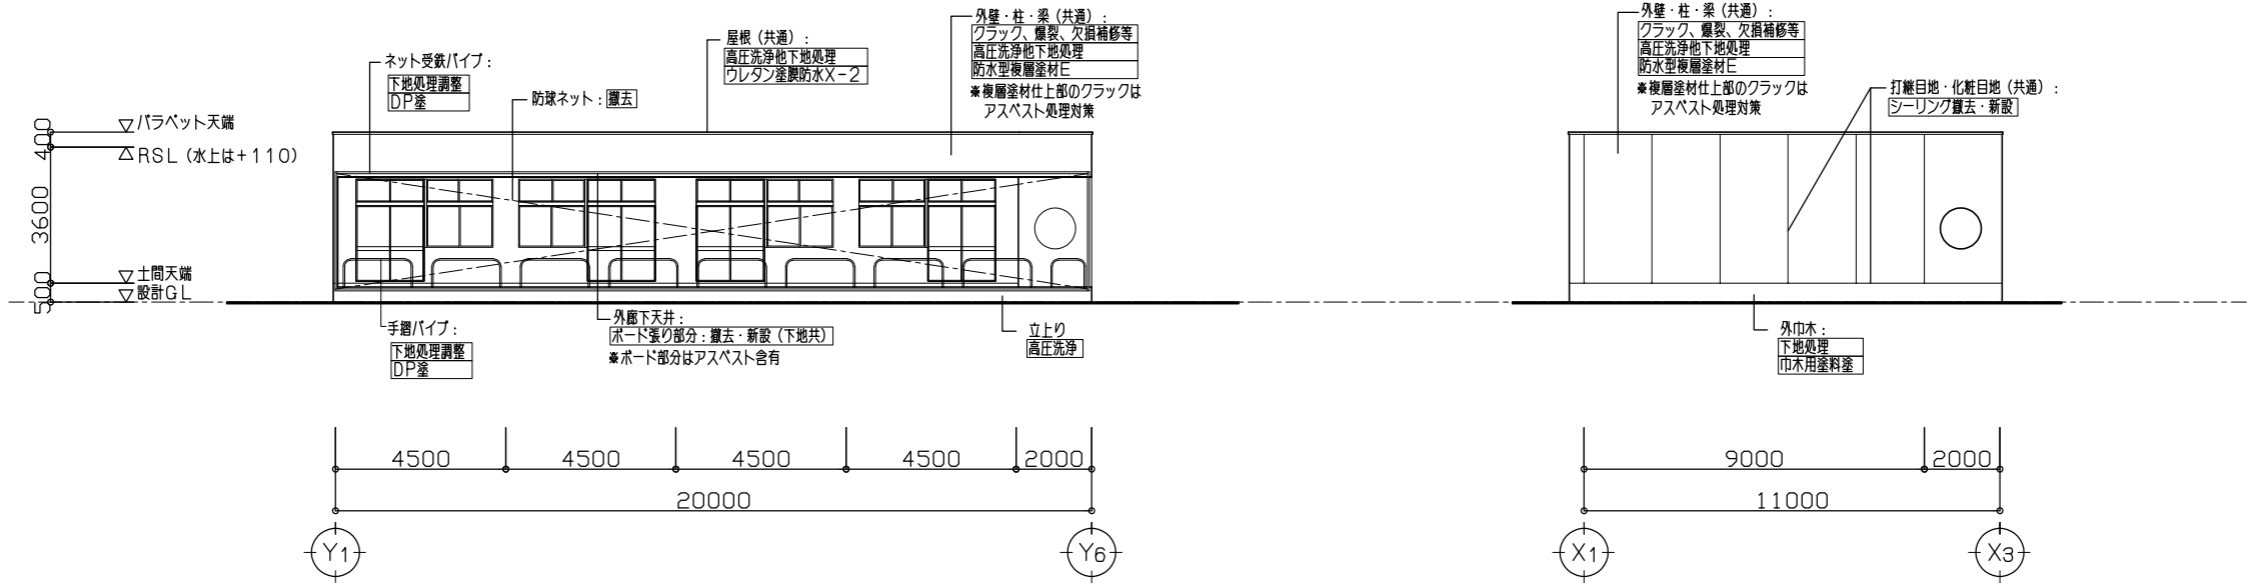 屋根（共通）：
高圧洗浄他下地処理
ウレタン塗膜防水X－2
外壁・柱・梁（共通）：
クラック、爆裂、欠損補修等
高圧洗浄他下地処理
防水型複層塗材E
※複層塗材仕上部のクラックは
アスベスト処理対策
ネット受鉄パイプ：
下地処理調整
DP塗
防球ネット：撤去
パラペット天端
RSL（水上は＋110）
土間天端
設計GL
400
3600
500
手摺パイプ：
下地処理調整
DP塗
外廊下天井：
ボード張り部分：撤去・新設（下地共）
※ボード部分はアスベスト含有
立上り
高圧洗浄
4500
4500
4500
4500
2000
20000
Y1
Y6
外壁・柱・梁（共通）：
クラック、爆裂、欠損補修等
高圧洗浄他下地処理
防水型複層塗材E
※複層塗材仕上部のクラックは
アスベスト処理対策
打継目地・化粧目地（共通）：
シーリング撤去・新設
外巾木：
下地処理
巾木用塗料塗
9000
2000
11000
X1
X3